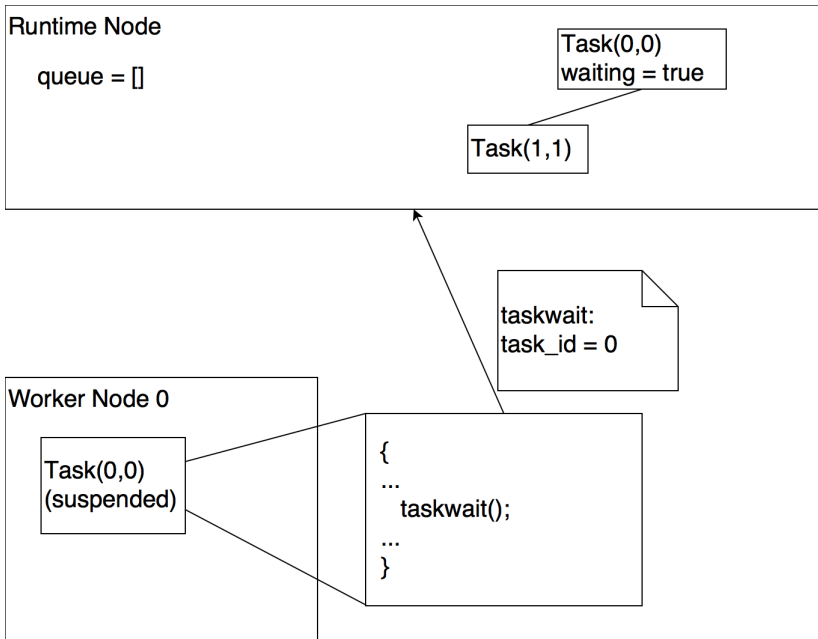 Runtime Node
queue = []
Task(0,0)
waiting = true
Task(1,1)
taskwait:
task_id = 0
Worker Node 0
Task(0,0)
(suspended)
{
...
taskwait();
...
}